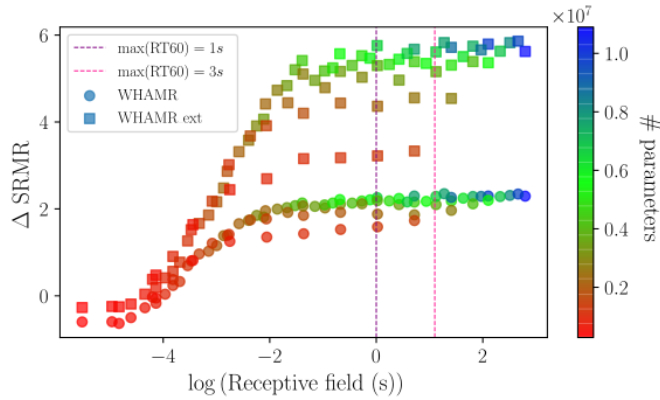 ×10⁷
6
4
2
0
Δ SRMR
max(RT60) = 1s
max(RT60) = 3s
WHAMR
WHAMR ext
1.0
0.8
0.6
0.4
0.2
# parameters
−4
−2
0
2
log (Receptive field (s))